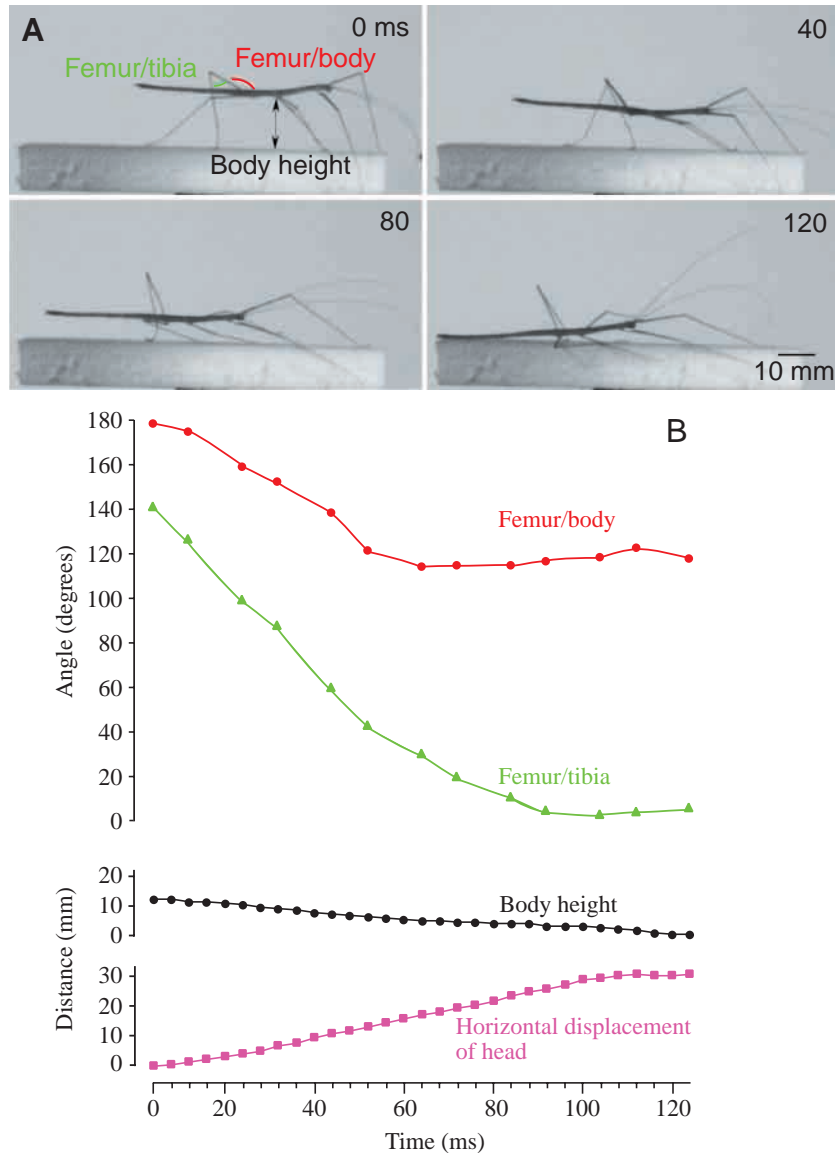 A
0 ms
Femur/tibia
Femur/body
Body height
40
80
120
10 mm
B
180
160
140
120
100
80
60
40
20
0
Angle (degrees)
Femur/body
Femur/tibia
20
10
0
Body height
30
20
10
0
Distance (mm)
Horizontal displacement
of head
0 20 40 60 80 100 120
Time (ms)